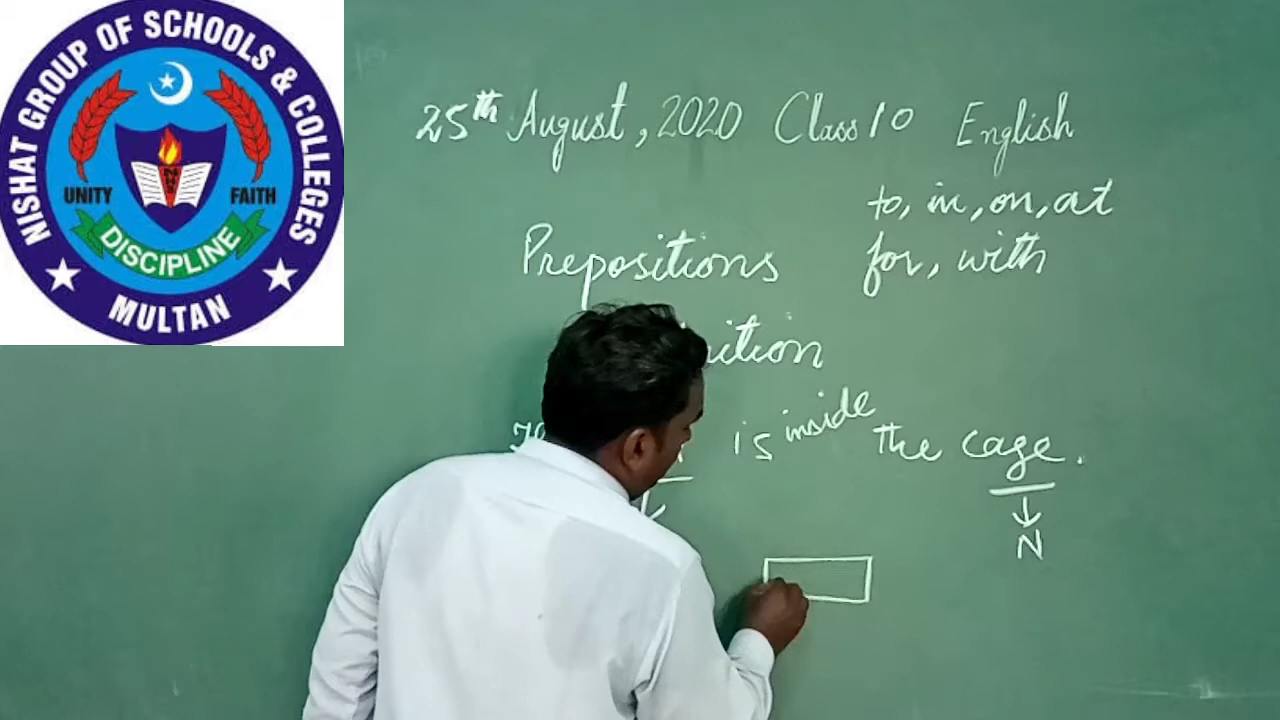 NISHAT GROUP OF SCHOOLS & COLLEGES
UNITY FAITH
DISCIPLINE
MULTAN
25th August, 2020 Class 10 English
to, in, on, at
Prepositions for, with
is inside the cage.
N